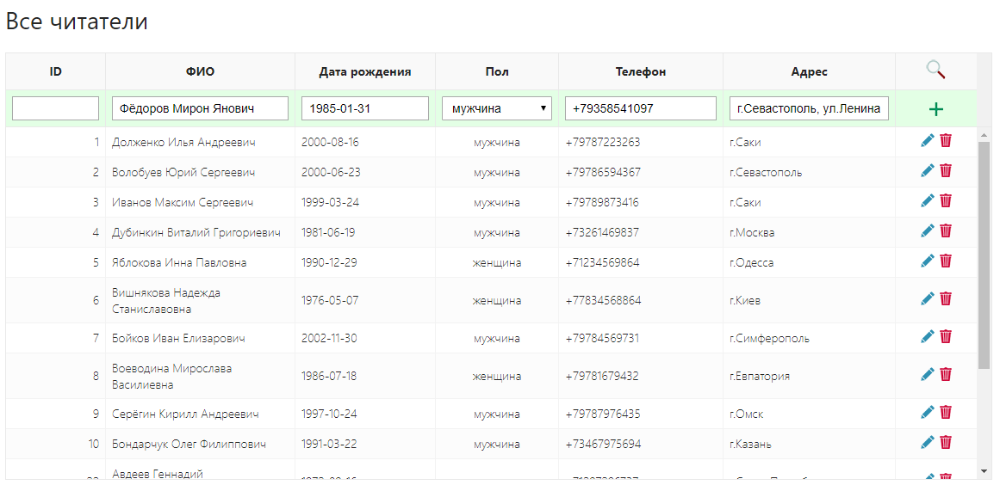 Все читатели
ID ФИО Дата рождения Пол Телефон Адрес
Фёдоров Мирон Янович 1985-01-31 мужчина +79358541097 г.Севастополь, ул.Ленина
1 Долженко Илья Андреевич 2000-08-16 мужчина +79787223263 г.Саки
2 Волобуев Юрий Сергеевич 2000-06-23 мужчина +79786594367 г.Севастополь
3 Иванов Максим Сергеевич 1999-03-24 мужчина +79789873416 г.Саки
4 Дубинкин Виталий Григориевич 1981-06-19 мужчина +73261469837 г.Москва
5 Яблокова Инна Павловна 1990-12-29 женщина +71234569864 г.Одесса
6 Вишнякова Надежда
Станиславовна 1976-05-07 женщина +77834568864 г.Киев
7 Бойков Иван Елизарович 2002-11-30 мужчина +79784569731 г.Симферополь
8 Воеводина Мирослава
Василиевна 1986-07-18 женщина +79781679432 г.Евпатория
9 Серёгин Кирилл Андреевич 1997-10-24 мужчина +79787976435 г.Омск
10 Бондарчук Олег Филиппович 1991-03-22 мужчина +73467975694 г.Казань
Авдеев Геннадий